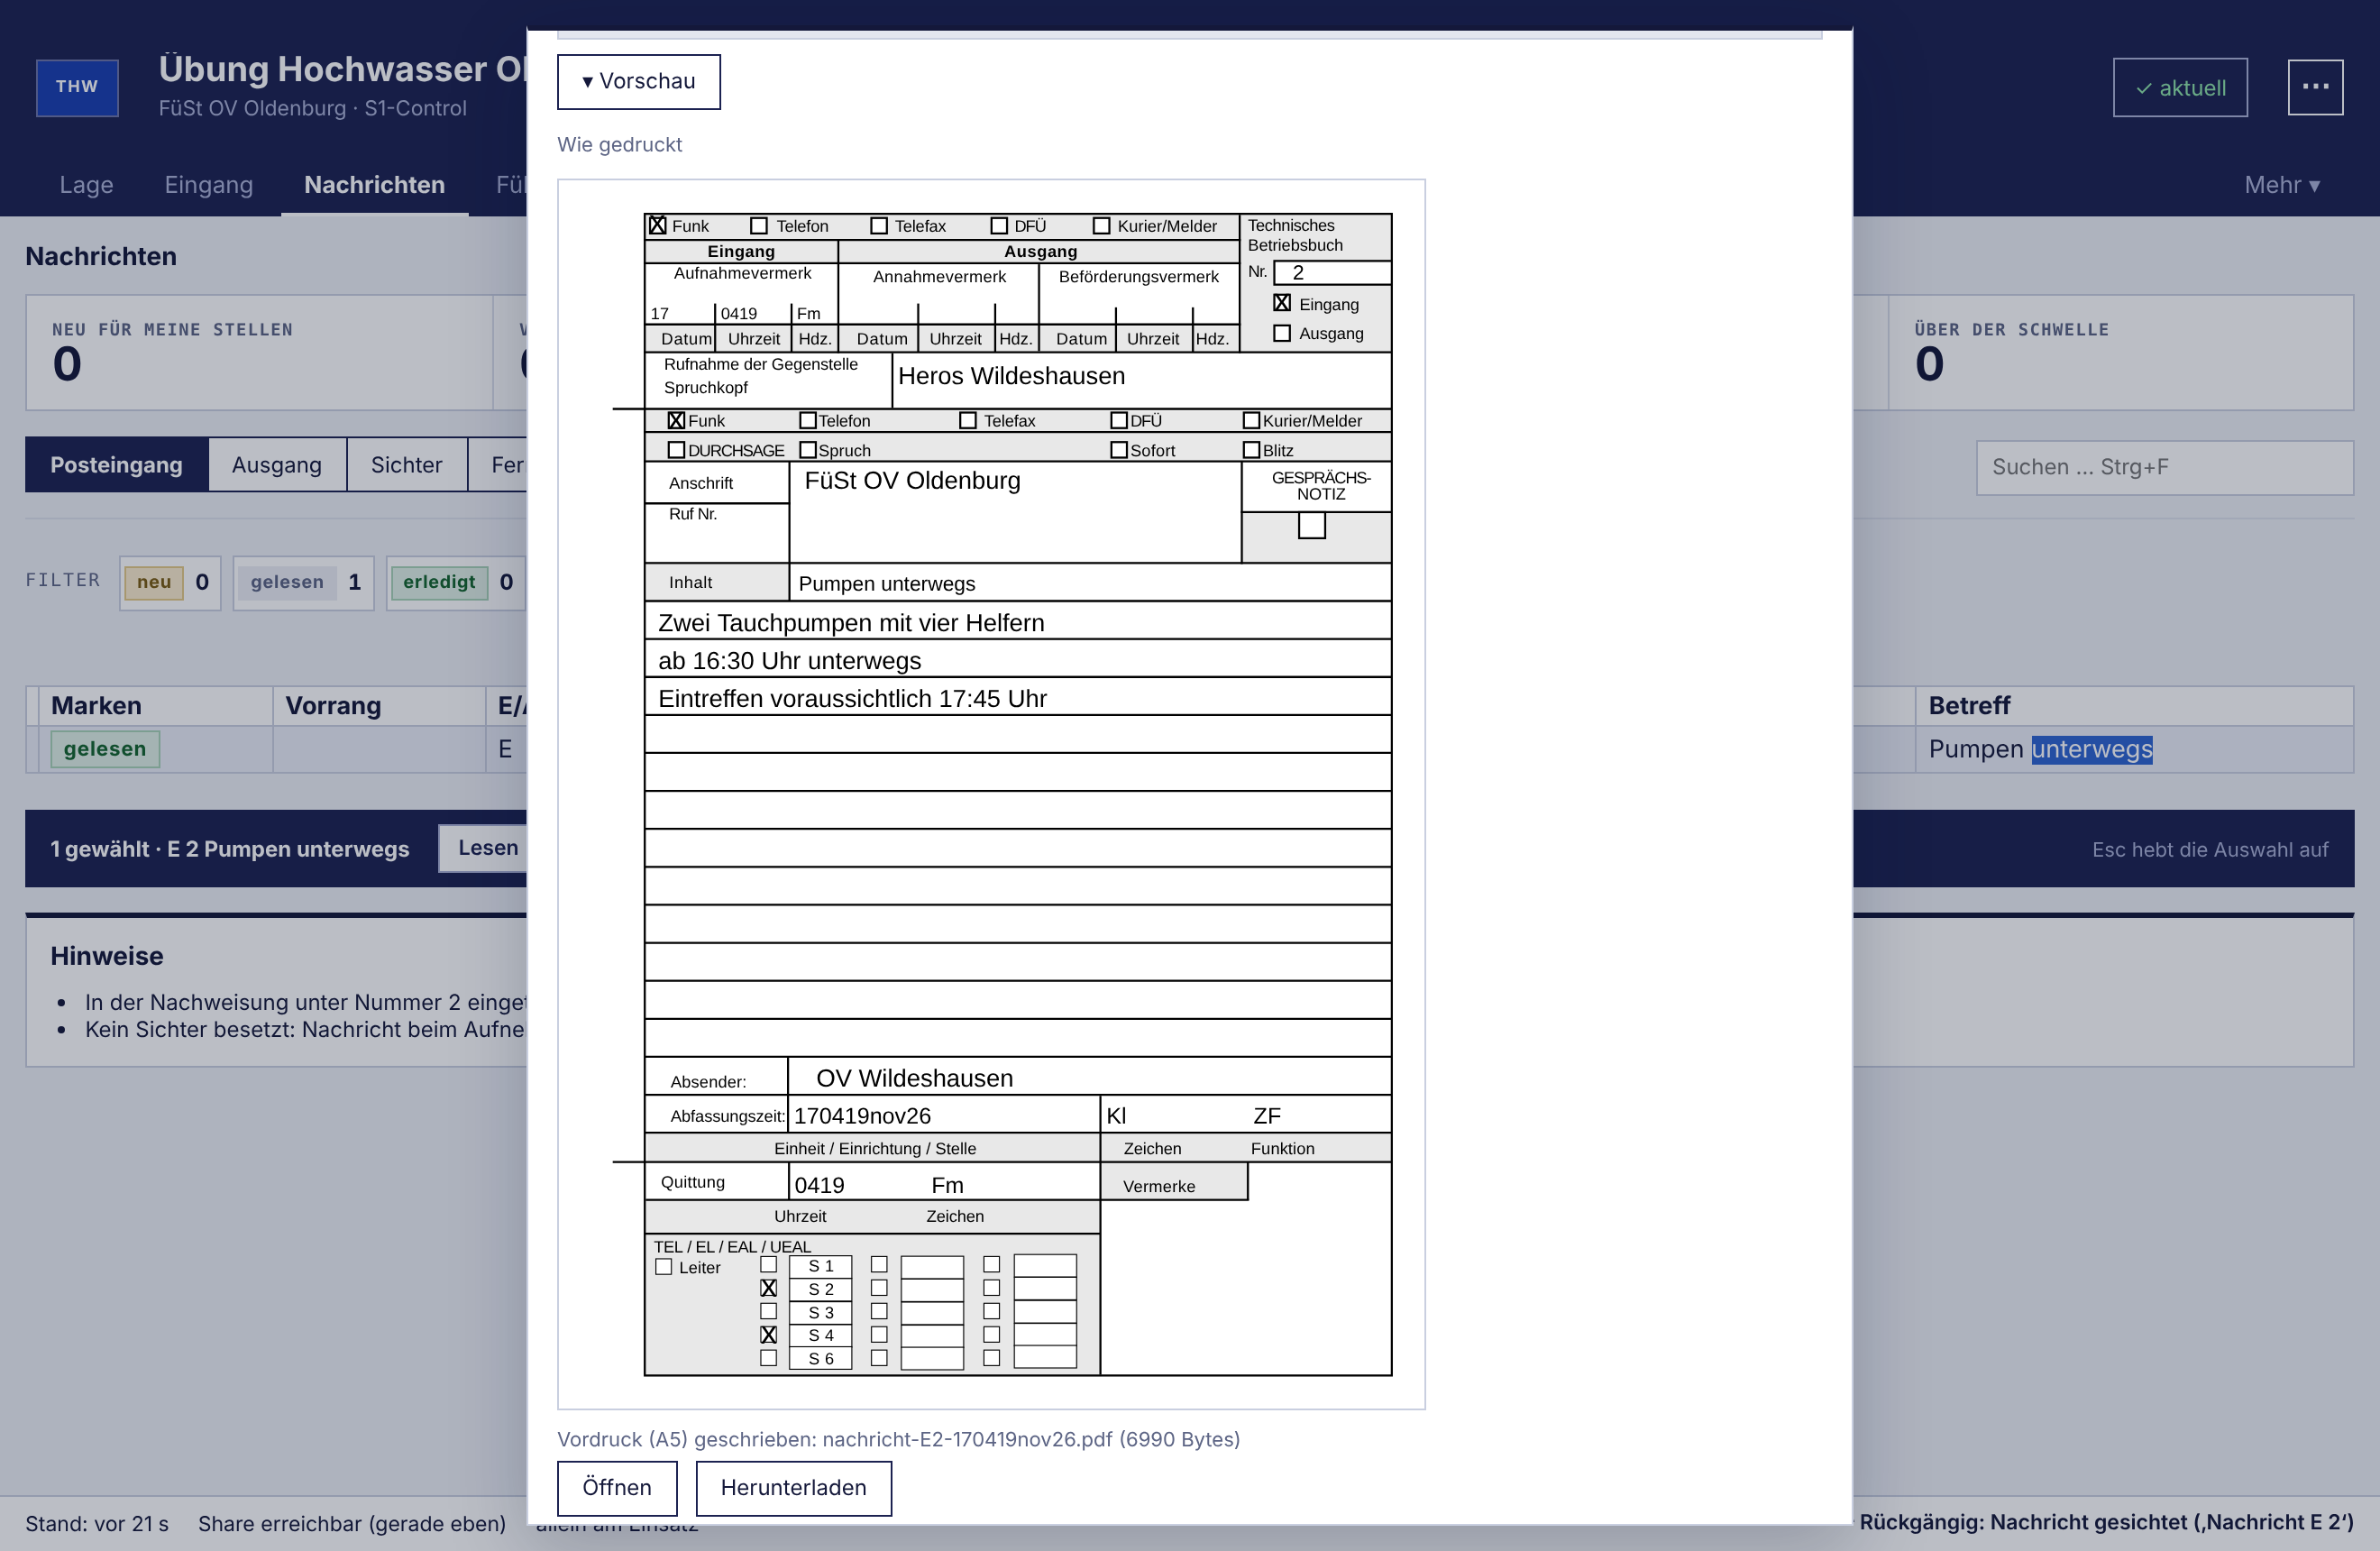 THW
Übung Hochwasser Ol
FüSt OV Oldenburg · S1-Control
✓ aktuell
⋯
Lage Eingang Nachrichten Fü Mehr ▾
Nachrichten
NEU FÜR MEINE STELLEN
0
ÜBER DER SCHWELLE
0
Posteingang Ausgang Sichter Fer
Suchen ... Strg+F
FILTER neu 0 gelesen 1 erledigt 0
Marken Vorrang E/ Betreff
gelesen E Pumpen unterwegs
1 gewählt · E 2 Pumpen unterwegs Lesen Esc hebt die Auswahl auf
Hinweise
• In der Nachweisung unter Nummer 2 einget
• Kein Sichter besetzt: Nachricht beim Aufne
Stand: vor 21 s Share erreichbar (gerade eben) allein am Einsatz
Rückgängig: Nachricht gesichtet (‚Nachricht E 2‘)
▾ Vorschau
Wie gedruckt
X Funk Telefon Telefax DFÜ Kurier/Melder
Technisches
Betriebsbuch
Eingang Ausgang
Aufnahmevermerk Annahmevermerk Beförderungsvermerk
Nr. 2
X Eingang
17 0419 Fm
Ausgang
Datum Uhrzeit Hdz. Datum Uhrzeit Hdz. Datum Uhrzeit Hdz.
Rufname der Gegenstelle
Spruchkopf
Heros Wildeshausen
X Funk Telefon Telefax DFÜ Kurier/Melder
DURCHSAGE Spruch Sofort Blitz
Anschrift FüSt OV Oldenburg
GESPRÄCHS-
NOTIZ
Ruf Nr.
Inhalt Pumpen unterwegs
Zwei Tauchpumpen mit vier Helfern
ab 16:30 Uhr unterwegs
Eintreffen voraussichtlich 17:45 Uhr
Absender: OV Wildeshausen
Abfassungszeit: 170419nov26 Kl ZF
Einheit / Einrichtung / Stelle Zeichen Funktion
Quittung 0419 Fm Vermerke
Uhrzeit Zeichen
TEL / EL / EAL / UEAL
Leiter S 1
X S 2
S 3
X S 4
S 6
Vordruck (A5) geschrieben: nachricht-E2-170419nov26.pdf (6990 Bytes)
Öffnen Herunterladen